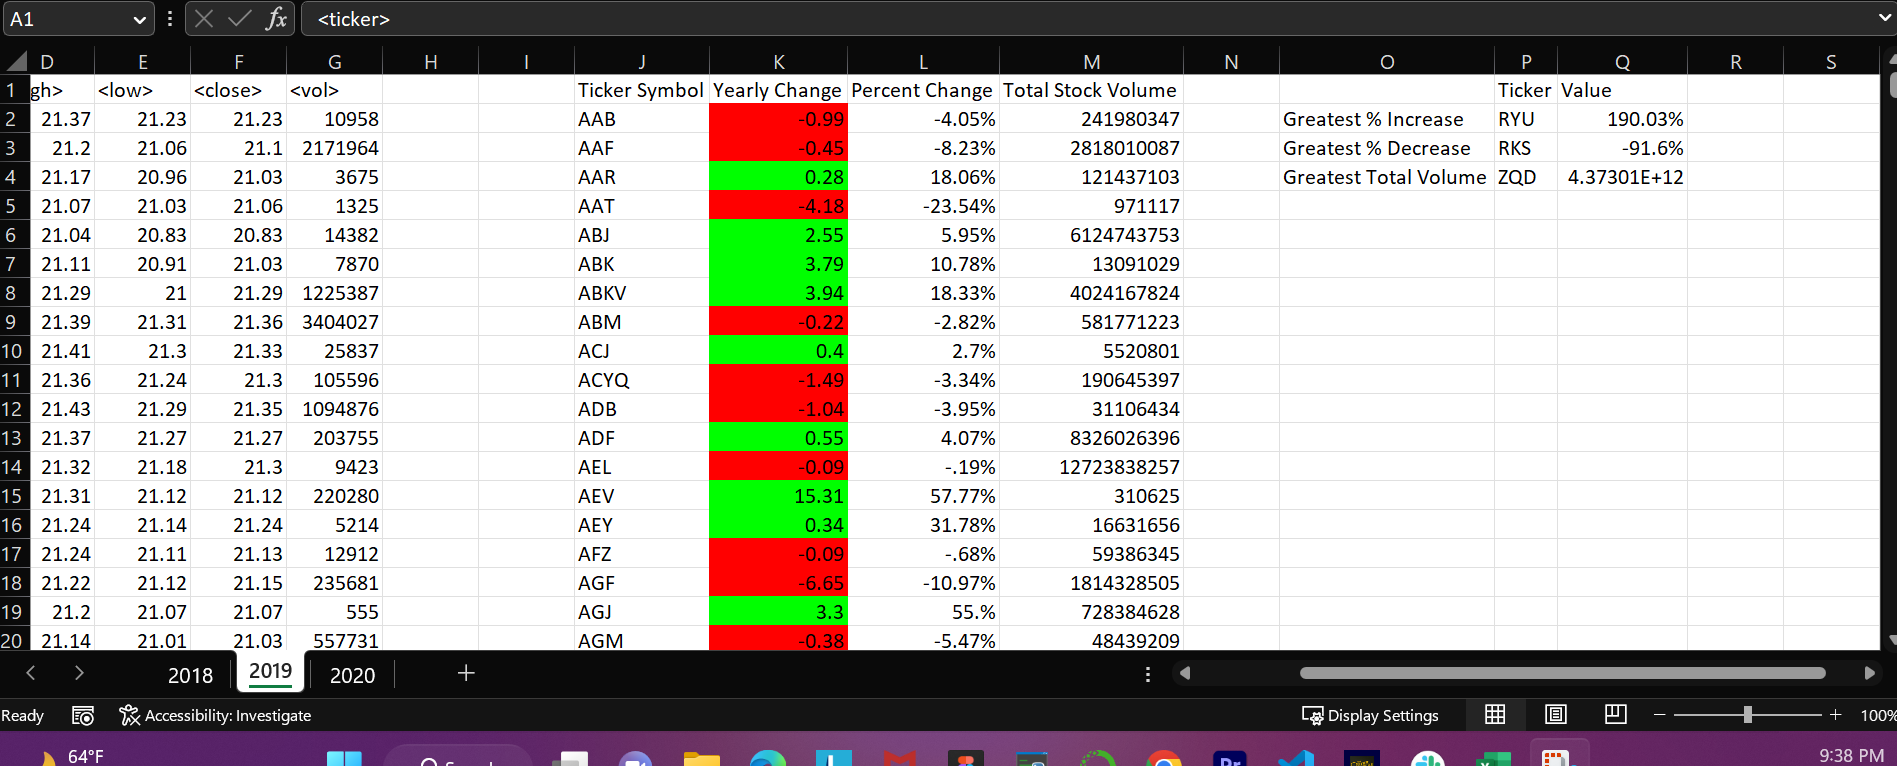 A1 fx <ticker>
D E F G H I J K L M N O P Q R S
1 gh> <low> <close> <vol> Ticker Symbol Yearly Change Percent Change Total Stock Volume Ticker Value
2 21.37 21.23 21.23 10958 AAB -0.99 -4.05% 241980347 Greatest % Increase RYU 190.03%
3 21.2 21.06 21.1 2171964 AAF -0.45 -8.23% 2818010087 Greatest % Decrease RKS -91.6%
4 21.17 20.96 21.03 3675 AAR 0.28 18.06% 121437103 Greatest Total Volume ZQD 4.37301E+12
5 21.07 21.03 21.06 1325 AAT -4.18 -23.54% 971117
6 21.04 20.83 20.83 14382 ABJ 2.55 5.95% 6124743753
7 21.11 20.91 21.03 7870 ABK 3.79 10.78% 13091029
8 21.29 21 21.29 1225387 ABKV 3.94 18.33% 4024167824
9 21.39 21.31 21.36 3404027 ABM -0.22 -2.82% 581771223
10 21.41 21.3 21.33 25837 ACJ 0.4 2.7% 5520801
11 21.36 21.24 21.3 105596 ACYQ -1.49 -3.34% 190645397
12 21.43 21.29 21.35 1094876 ADB -1.04 -3.95% 31106434
13 21.37 21.27 21.27 203755 ADF 0.55 4.07% 8326026396
14 21.32 21.18 21.3 9423 AEL -0.09 -.19% 12723838257
15 21.31 21.12 21.12 220280 AEV 15.31 57.77% 310625
16 21.24 21.14 21.24 5214 AEY 0.34 31.78% 16631656
17 21.24 21.11 21.13 12912 AFZ -0.09 -.68% 59386345
18 21.22 21.12 21.15 235681 AGF -6.65 -10.97% 1814328505
19 21.2 21.07 21.07 555 AGJ 3.3 55.% 728384628
20 21.14 21.01 21.03 557731 AGM -0.38 -5.47% 48439209
2018 2019 2020 +
Ready Accessibility: Investigate Display Settings − + 100%
64°F Pr 9:38 PM